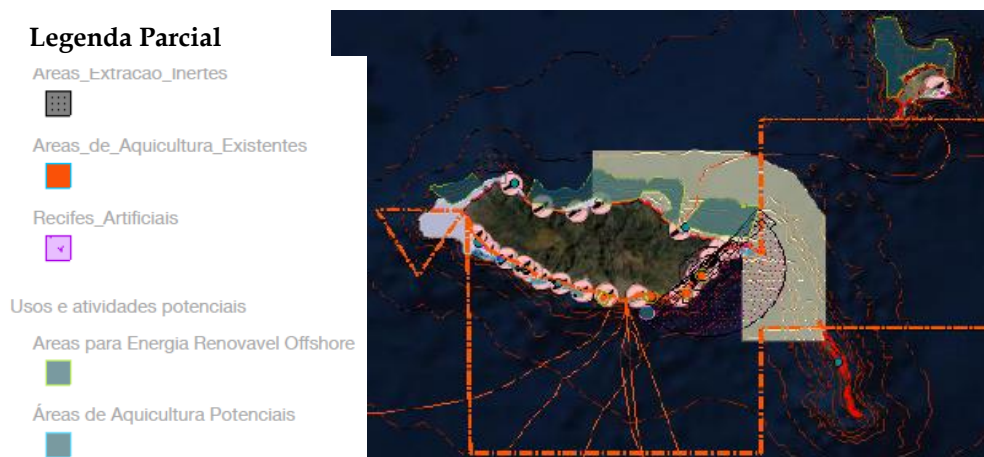 Legenda Parcial
Areas_Extracao_Inertes
Areas_de_Aquicultura_Existentes
Recifes_Artificiais
Usos e atividades potenciais
Areas para Energia Renovavel Offshore
Áreas de Aquicultura Potenciais